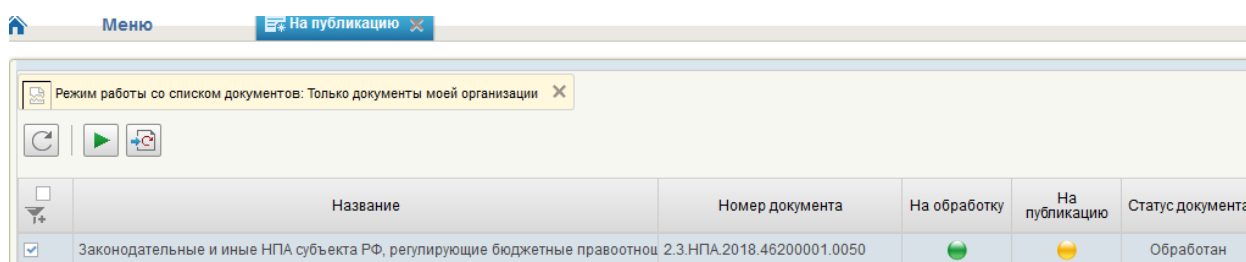 Меню
На публикацию
Режим работы со списком документов: Только документы моей организации
Название
Номер документа
На обработку
На
публикацию
Статус документа
Законодательные и иные НПА субъекта РФ, регулирующие бюджетные правоотнош
2.3.НПА.2018.46200001.0050
Обработан